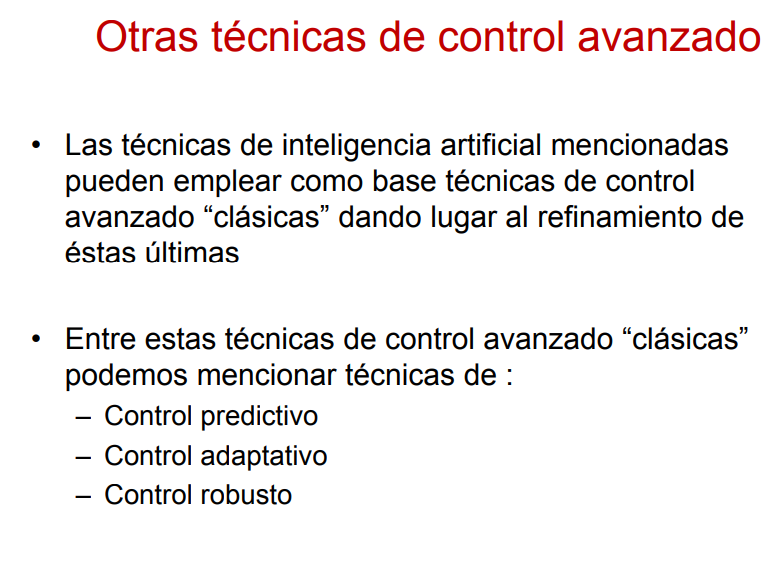 Otras técnicas de control avanzado
• Las técnicas de inteligencia artificial mencionadas
pueden emplear como base técnicas de control
avanzado “clásicas” dando lugar al refinamiento de
éstas últimas
• Entre estas técnicas de control avanzado “clásicas”
podemos mencionar técnicas de :
– Control predictivo
– Control adaptativo
– Control robusto